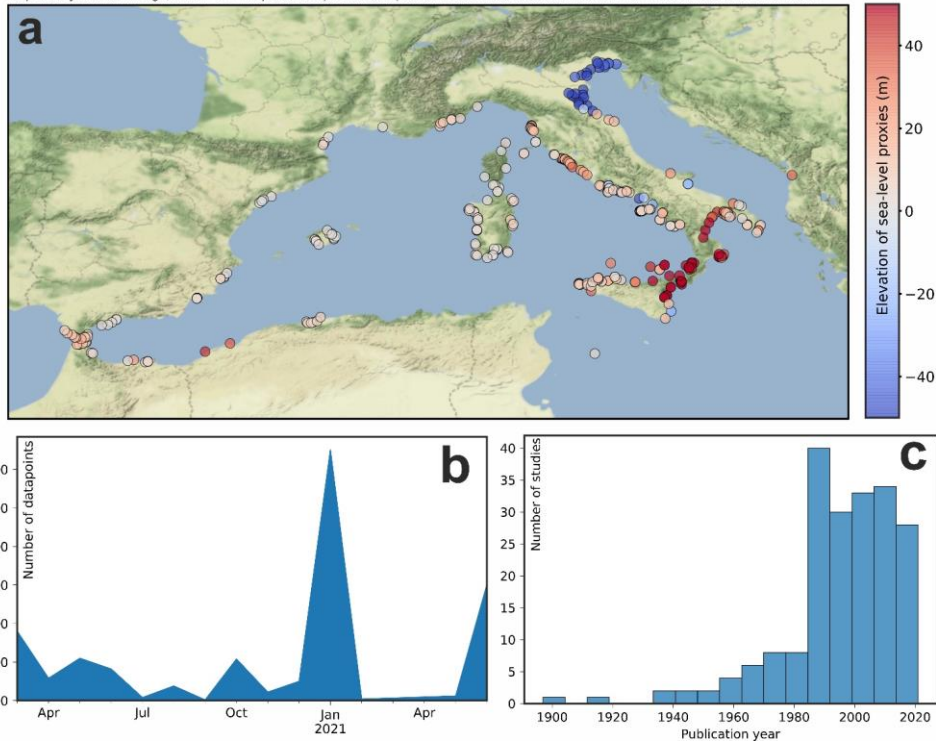 a
40
20
0
−20
−40
Elevation of sea-level proxies (m)
b
Number of datapoints
0
Apr
Jul
Oct
Jan
2021
Apr
c
Number of studies
40
35
30
25
20
15
10
5
0
1900
1920
1940
1960
1980
2000
2020
Publication year